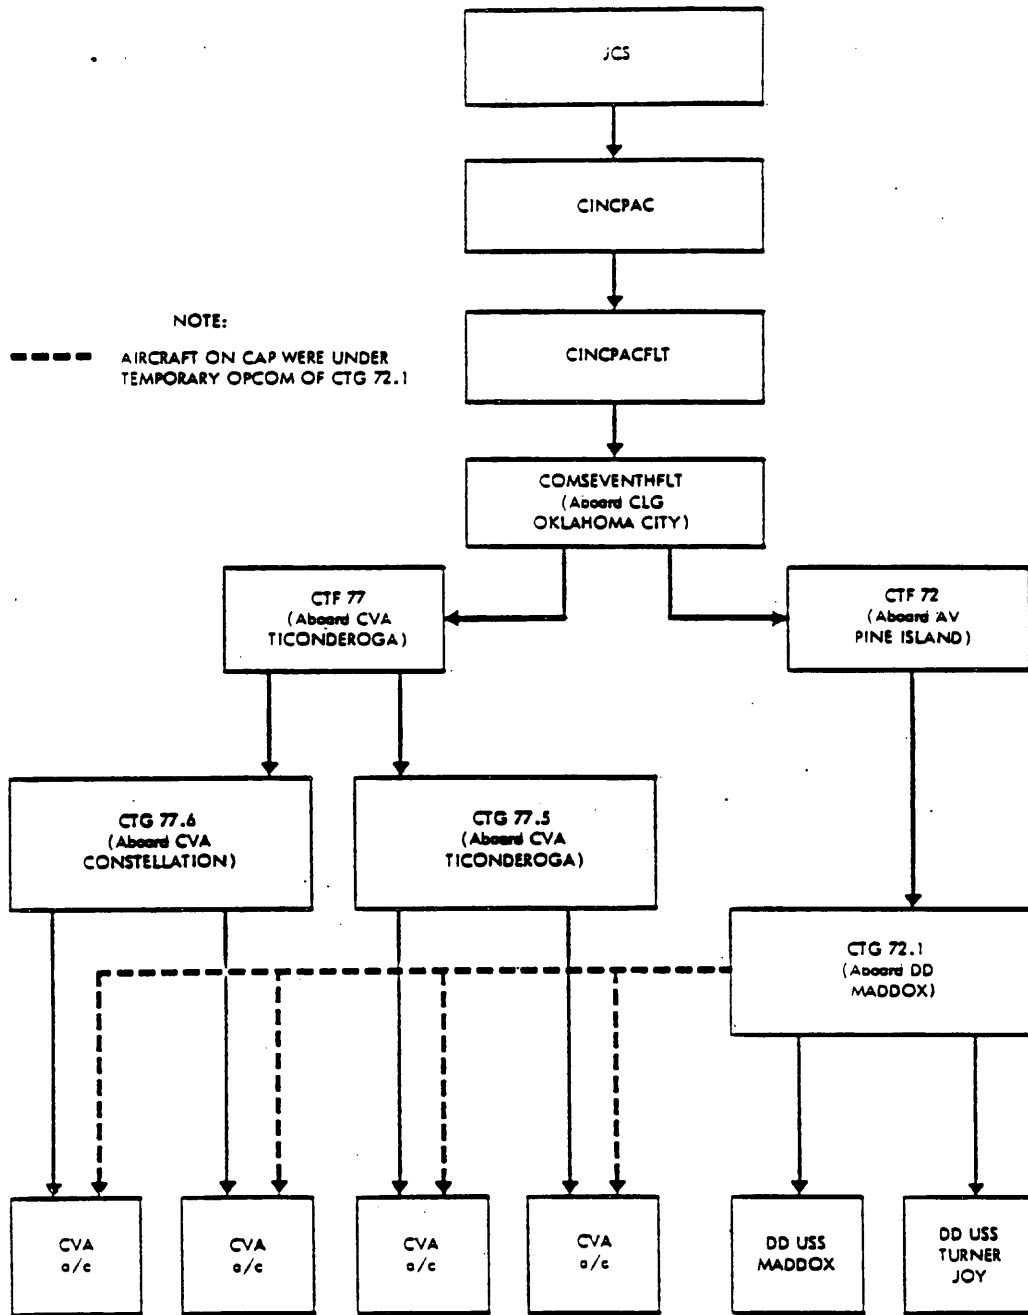 JCS
CINCPAC
NOTE:
AIRCRAFT ON CAP WERE UNDER
TEMPORARY OPCOM OF CTG 72.1
CINCPACFLT
COMSEVENTHFLT
(Aboard CLG
OKLAHOMA CITY)
CTF 77
(Aboard CVA
TICONDEROGA)
CTF 72
(Aboard AV
PINE ISLAND)
CTG 77.6
(Aboard CVA
CONSTELLATION)
CTG 77.5
(Aboard CVA
TICONDEROGA)
CTG 72.1
(Aboard DD
MADDOX)
CVA
a/c
CVA
a/c
CVA
a/c
CVA
a/c
DD USS
MADDOX
DD USS
TURNER
JOY